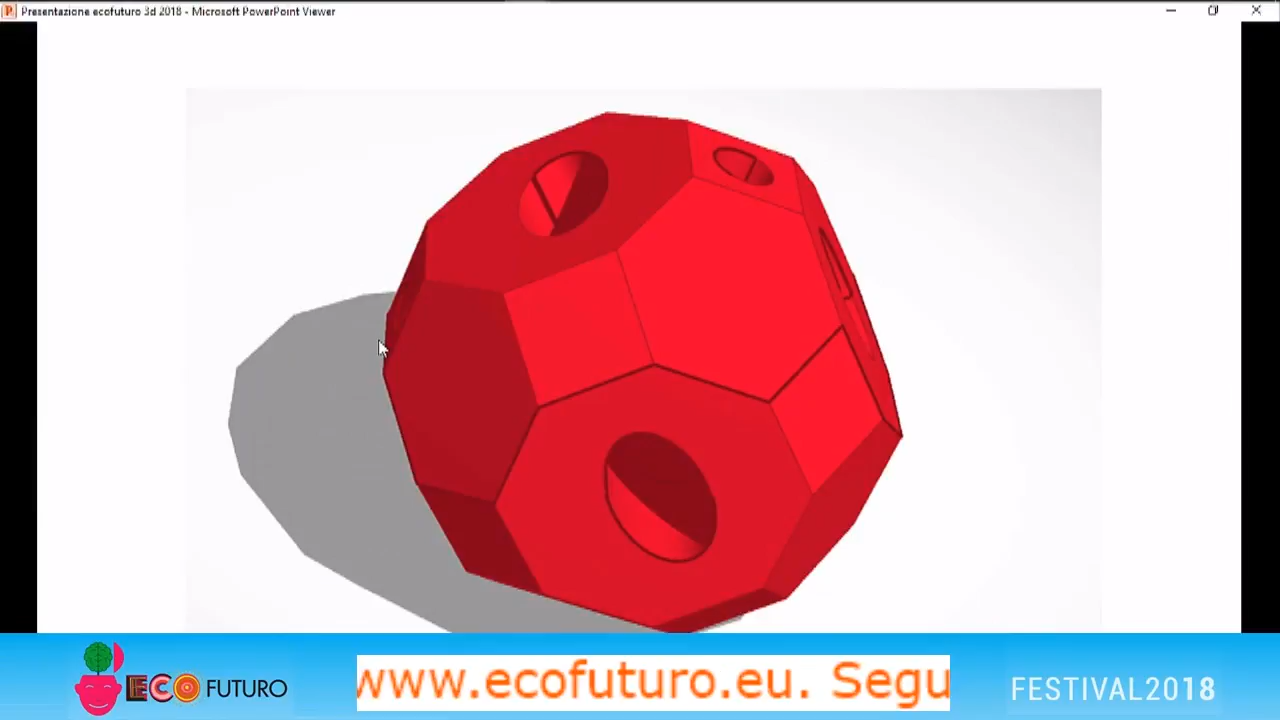 Presentazione ecofuturo 3d 2018 - Microsoft PowerPoint Viewer
ECO FUTURO
www.ecofuturo.eu. Segu
FESTIVAL2018